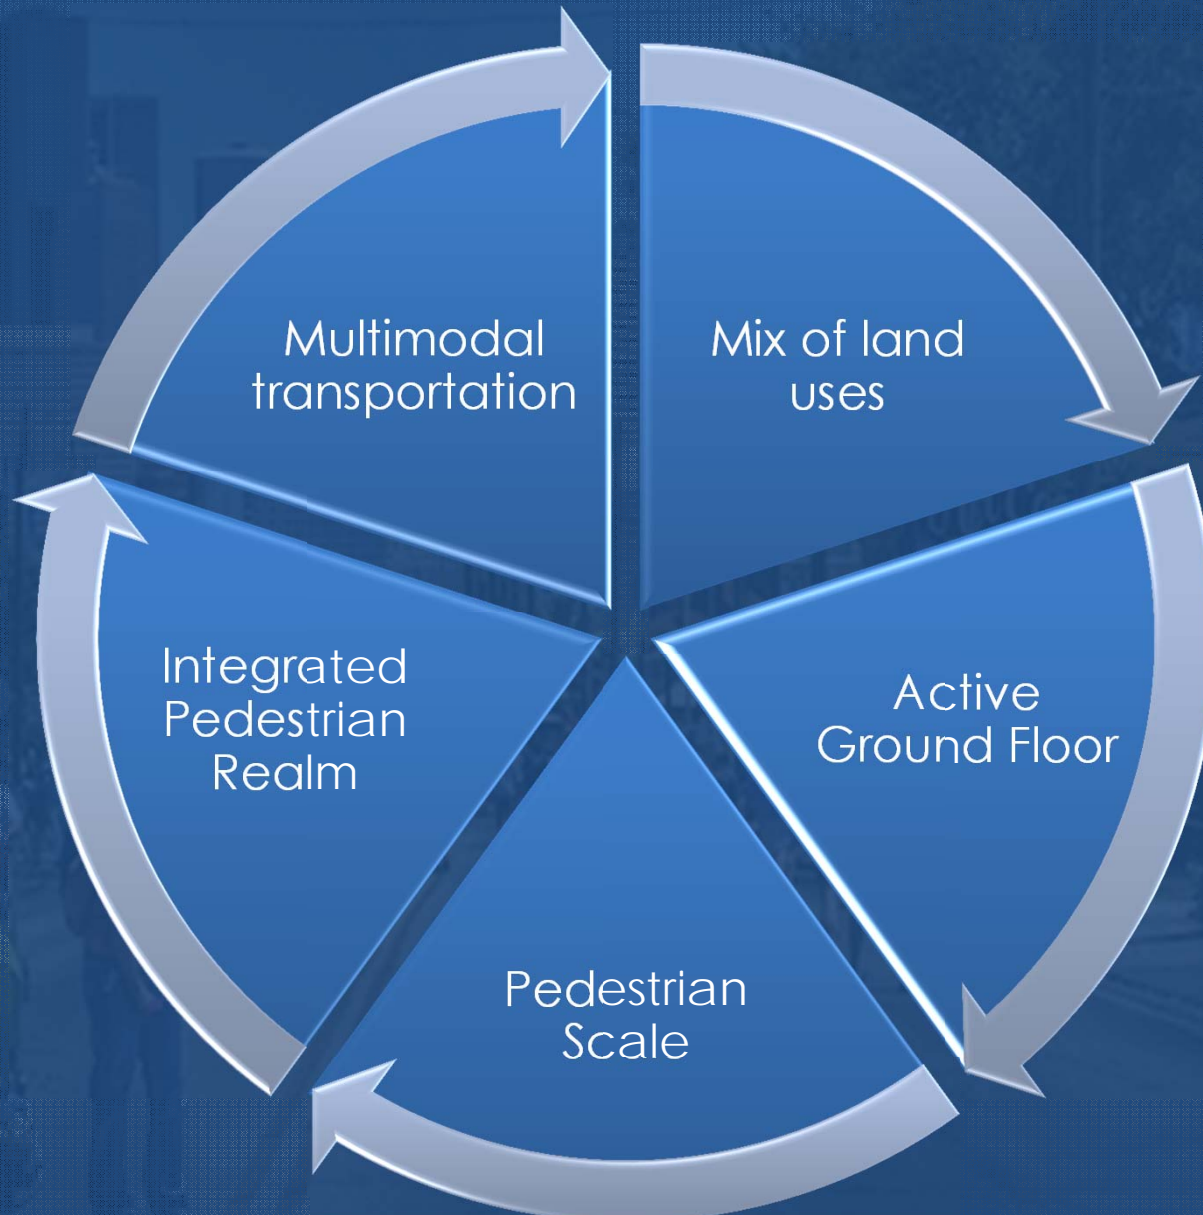 Multimodal
transportation
Mix of land
uses
Active
Ground Floor
Pedestrian
Scale
Integrated
Pedestrian
Realm